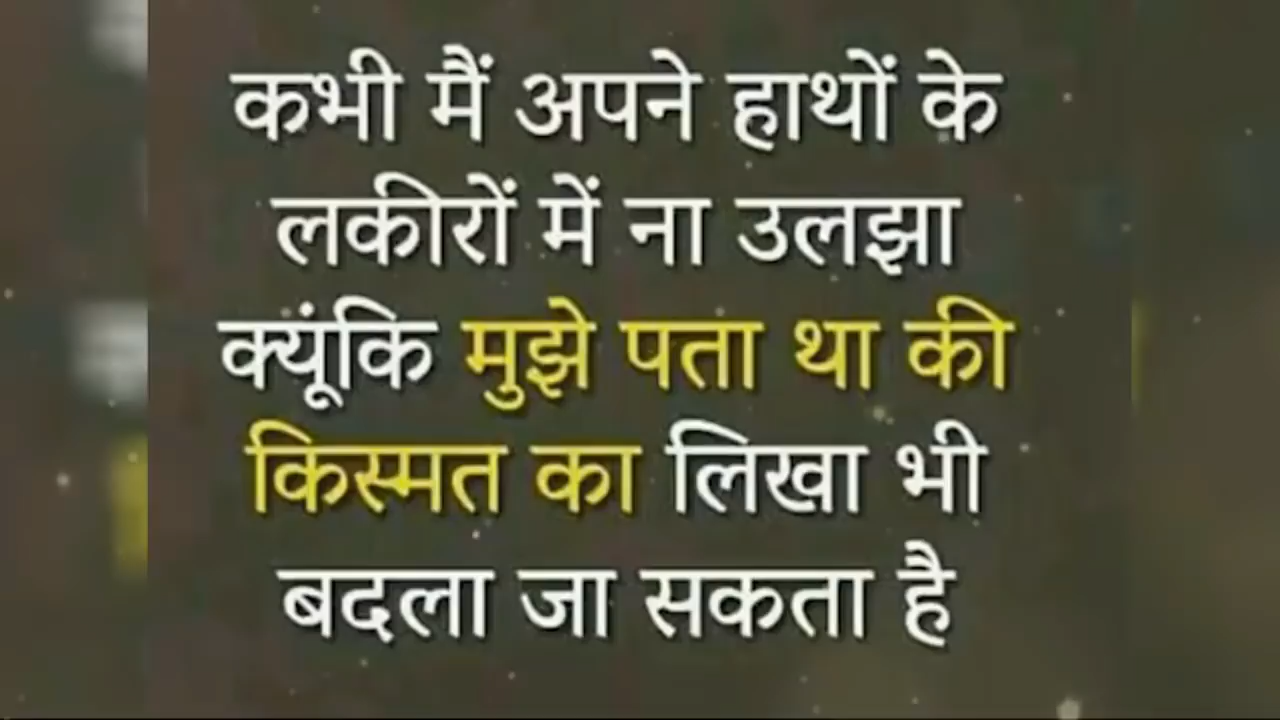 कभी मैं अपने हाथों के
लकीरों में ना उलझा
क्यूंकि मुझे पता था की
किस्मत का लिखा भी
बदला जा सकता है